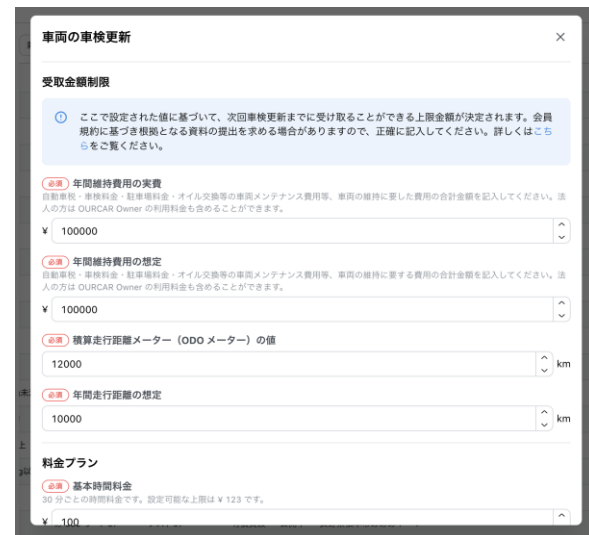 車両の車検更新
受取金額制限
ここで設定された値に基づいて、次回車検更新までに受け取ることができる上限金額が決定されます。会員
規約に基づき根拠となる資料の提出を求める場合がありますので、正確に記入してください。詳しくはこち
らをご覧ください。
必須 年間維持費用の実費
自動車税・車検料金・駐車場料金・オイル交換等の車両メンテナンス費用等、車両の維持に要した費用の合計金額を記入してください。法
人の方は OURCAR Owner の利用料金も含めることができます。
¥ 100000
必須 年間維持費用の想定
自動車税・車検料金・駐車場料金・オイル交換等の車両メンテナンス費用等、車両の維持に要する費用の合計金額を記入してください。法
人の方は OURCAR Owner の利用料金も含めることができます。
¥ 100000
必須 積算走行距離メーター（ODO メーター）の値
12000 km
必須 年間走行距離の想定
10000 km
料金プラン
必須 基本時間料金
30 分ごとの時間料金です。設定可能な上限は ¥ 123 です。
¥ 100